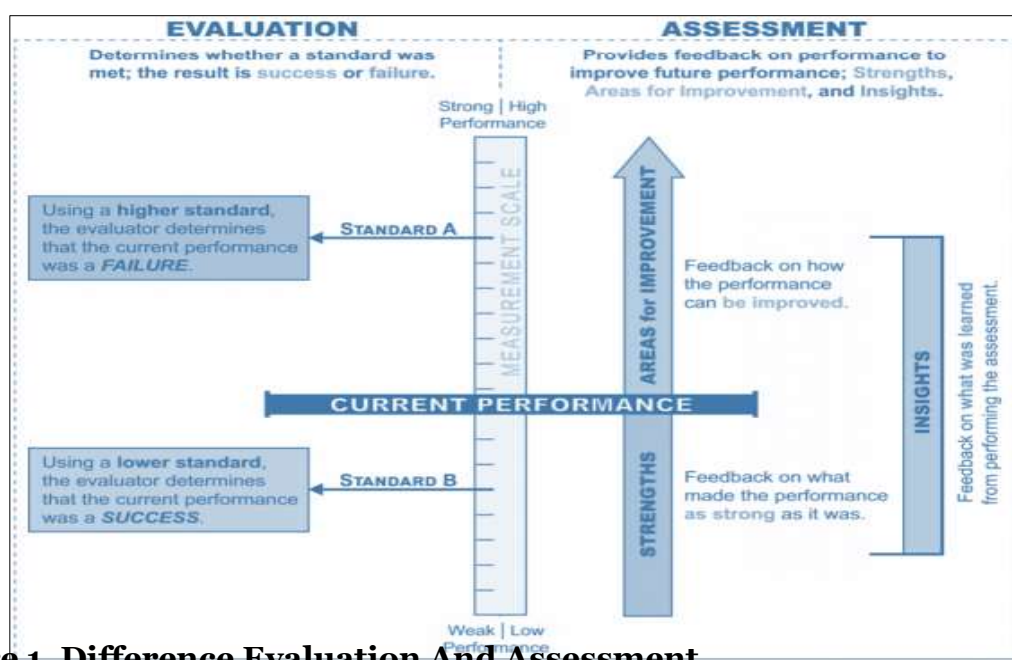 EVALUATION
Determines whether a standard was
met; the result is success or failure.
ASSESSMENT
Provides feedback on performance to
improve future performance; Strengths,
Areas for Improvement, and Insights.
Strong | High
Performance
MEASUREMENT SCALE
Using a higher standard,
the evaluator determines
that the current performance
was a FAILURE.
STANDARD A
AREAS for IMPROVEMENT
Feedback on how
the performance
can be improved.
CURRENT PERFORMANCE
Using a lower standard,
the evaluator determines
that the current performance
was a SUCCESS.
STANDARD B
STRENGTHS
Feedback on what
made the performance
as strong as it was.
INSIGHTS
Feedback on what was learned
from performing the assessment.
Weak | Low
Performance
1. Difference Evaluation And Assessment